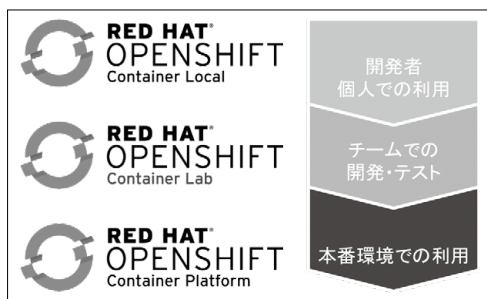 RED HAT®
OPENSHIFT
Container Local
開発者
個人での利用
RED HAT®
OPENSHIFT
Container Lab
チームでの
開発・テスト
RED HAT®
OPENSHIFT
Container Platform
本番環境での利用